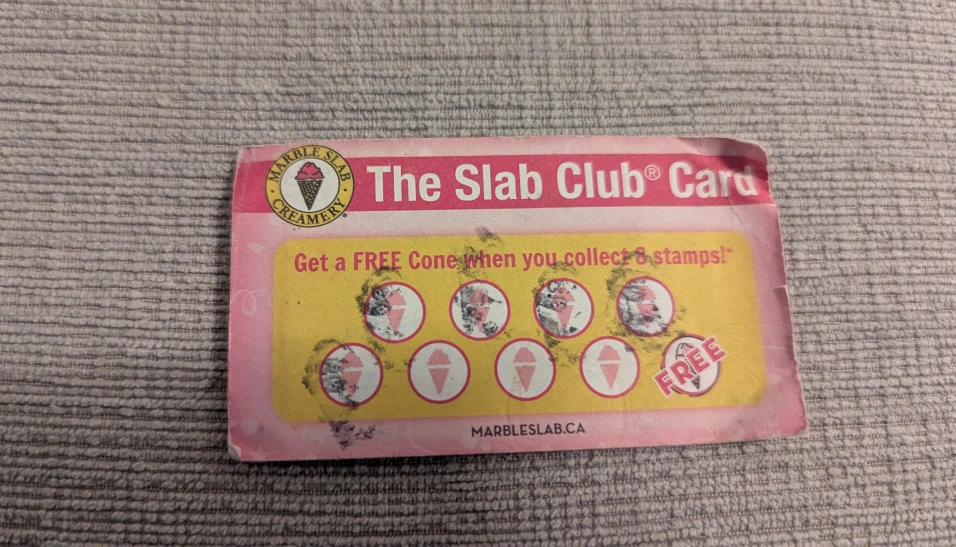 MARBLE SLAB
CREAMERY
The Slab Club® Card
Get a FREE Cone when you collect 8 stamps!*
FREE
MARBLESLAB.CA